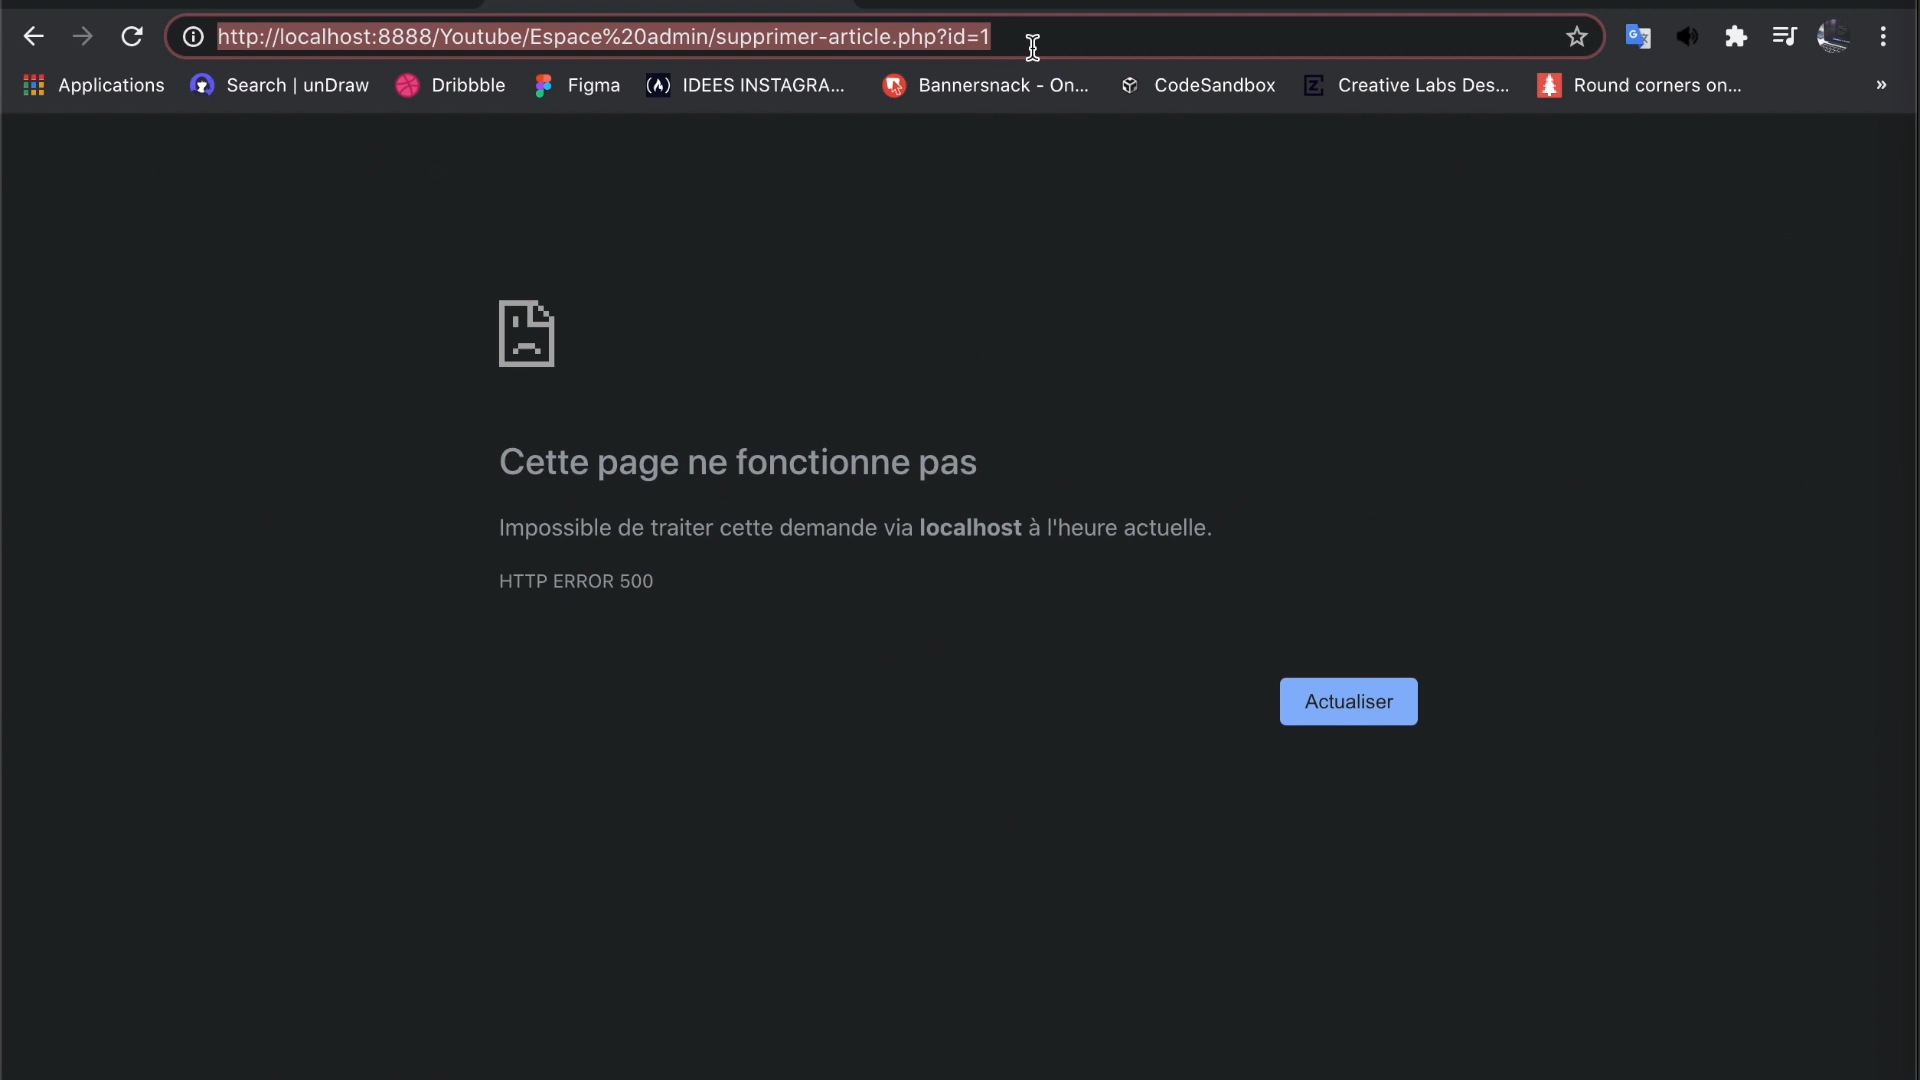 http://localhost:8888/Youtube/Espace%20admin/supprimer-article.php?id=1
Applications Search | unDraw Dribbble Figma IDEES INSTAGRA... Bannersnack - On... CodeSandbox Creative Labs Des... Round corners on... »
Cette page ne fonctionne pas
Impossible de traiter cette demande via localhost à l'heure actuelle.
HTTP ERROR 500
Actualiser